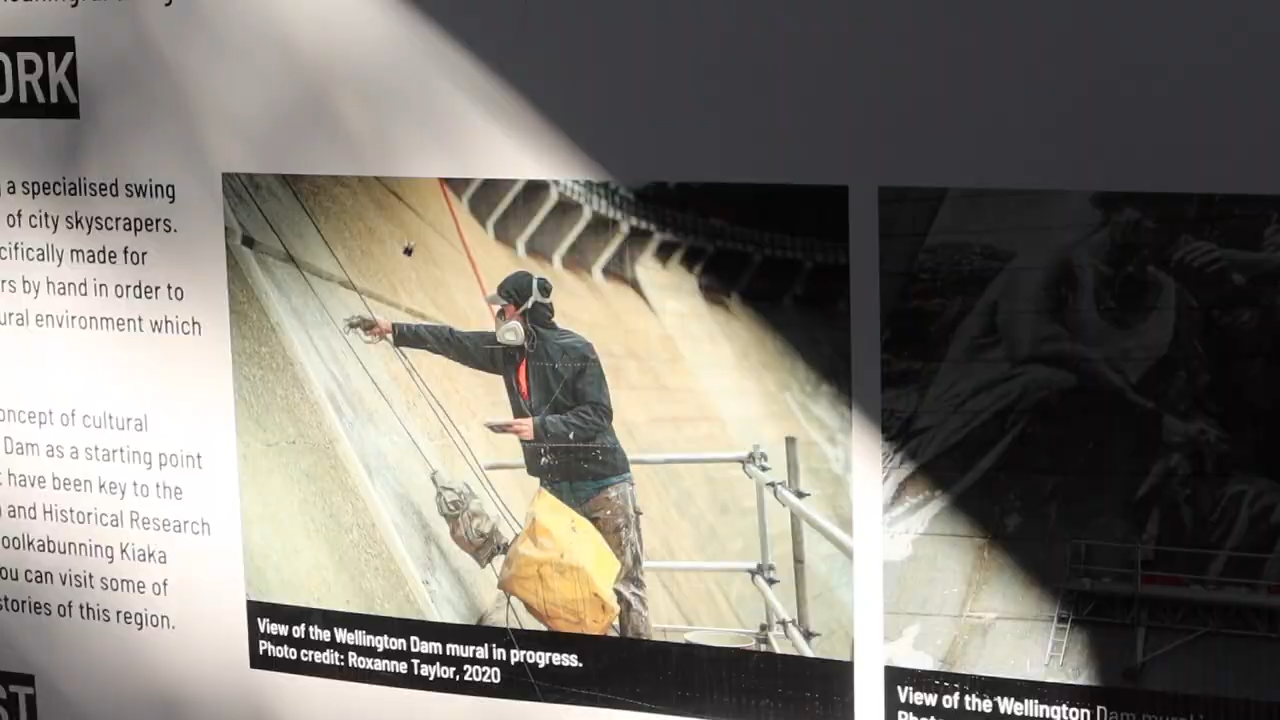 ORK
a specialised swing
of city skyscrapers.
cifically made for
rs by hand in order to
ural environment which
oncept of cultural
Dam as a starting point
t have been key to the
and Historical Research
oolkabunning Kiaka
ou can visit some of
stories of this region.
ST
View of the Wellington Dam mural in progress.
Photo credit: Roxanne Taylor, 2020
View of the Wellington Dam mural